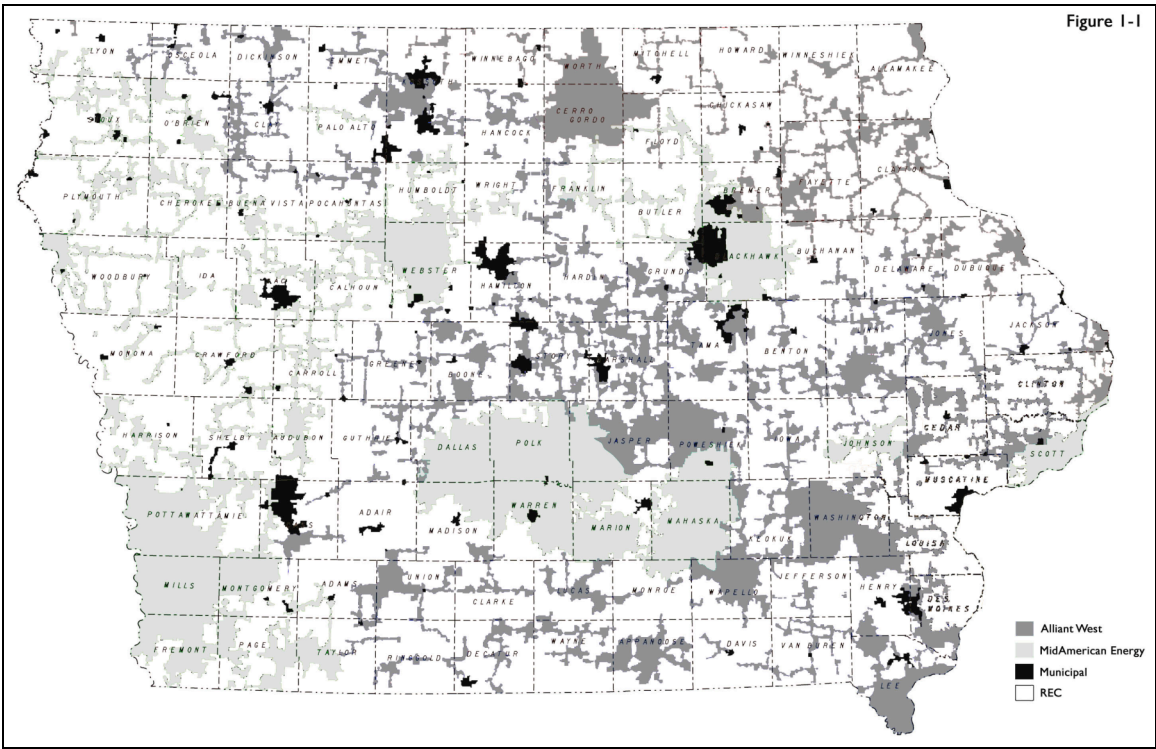 Figure 1-1
LYON
OSCEOLA
DICKINSON
EMMET
WINNEBAGO
WORTH
MITCHELL
HOWARD
WINNESHIEK
ALLAMAKEE
SIOUX
O'BRIEN
CLAY
PALO ALTO
HANCOCK
CERRO
GORDO
FLOYD
CHUCKASAW
PLYMOUTH
CHEROKEE
BUENA VISTA
POCAHONTAS
HUMBOLDT
WRIGHT
FRANKLIN
BUTLER
BREMER
FAYETTE
CLAYTON
WOODBURY
IDA
SAC
CALHOUN
WEBSTER
HAMILTON
HARDIN
GRUNDY
BLACKHAWK
BUCHANAN
DELAWARE
DUBUQUE
MONONA
CRAWFORD
CARROLL
GREENE
BOONE
STORY
MARSHALL
TAMA
BENTON
LINN
JONES
JACKSON
CLINTON
HARRISON
SHELBY
AUDUBON
GUTHRIE
DALLAS
POLK
JASPER
POWESHIEK
IOWA
JOHNSON
CEDAR
SCOTT
MUSCATINE
POTTAWATTAMIE
ADAIR
MADISON
WARREN
MARION
MAHASKA
KEOKUK
WASHINGTON
LOUISA
MILLS
MONTGOMERY
ADAMS
UNION
CLARKE
LUCAS
MONROE
WAPELLO
JEFFERSON
HENRY
DES
MOINES
FREMONT
PAGE
TAYLOR
RINGGOLD
DECATUR
WAYNE
APPANOOSE
DAVIS
VAN BUREN
LEE
Alliant West
MidAmerican Energy
Municipal
REC